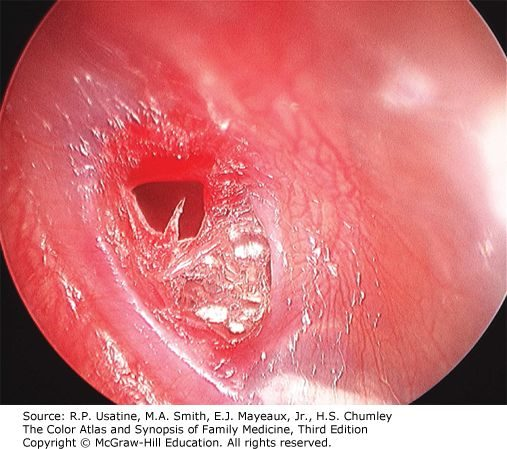 Source: R.P. Usatine, M.A. Smith, E.J. Mayeaux, Jr., H.S. Chumley
The Color Atlas and Synopsis of Family Medicine, Third Edition
Copyright © McGraw-Hill Education. All rights reserved.